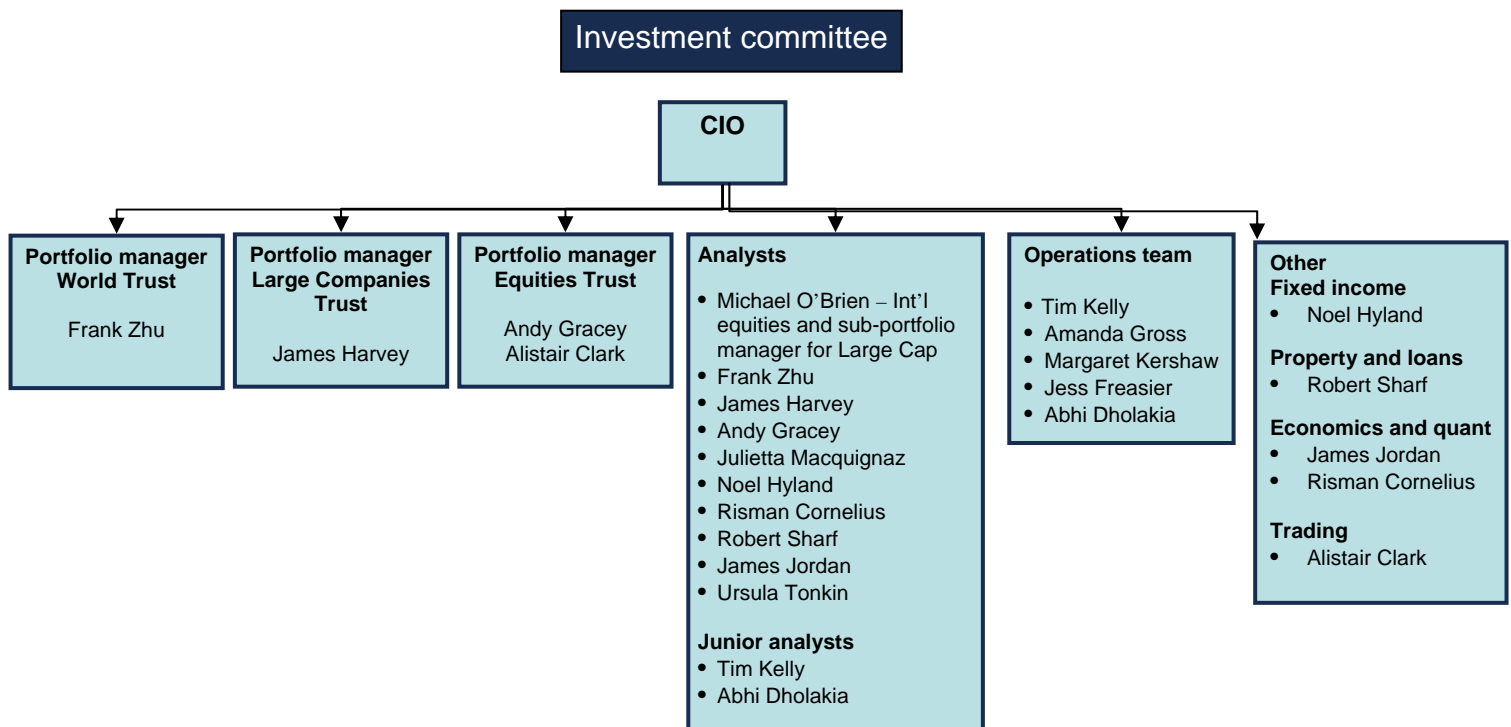 Investment committee
CIO
Portfolio manager
World Trust
Frank Zhu
Portfolio manager
Large Companies
Trust
James Harvey
Portfolio manager
Equities Trust
Andy Gracey
Alistair Clark
Analysts
• Michael O’Brien – Int’l
equities and sub-portfolio
manager for Large Cap
• Frank Zhu
• James Harvey
• Andy Gracey
• Julietta Macquignaz
• Noel Hyland
• Risman Cornelius
• Robert Sharf
• James Jordan
• Ursula Tonkin
Junior analysts
• Tim Kelly
• Abhi Dholakia
Operations team
• Tim Kelly
• Amanda Gross
• Margaret Kershaw
• Jess Freasier
• Abhi Dholakia
Other
Fixed income
• Noel Hyland
Property and loans
• Robert Sharf
Economics and quant
• James Jordan
• Risman Cornelius
Trading
• Alistair Clark